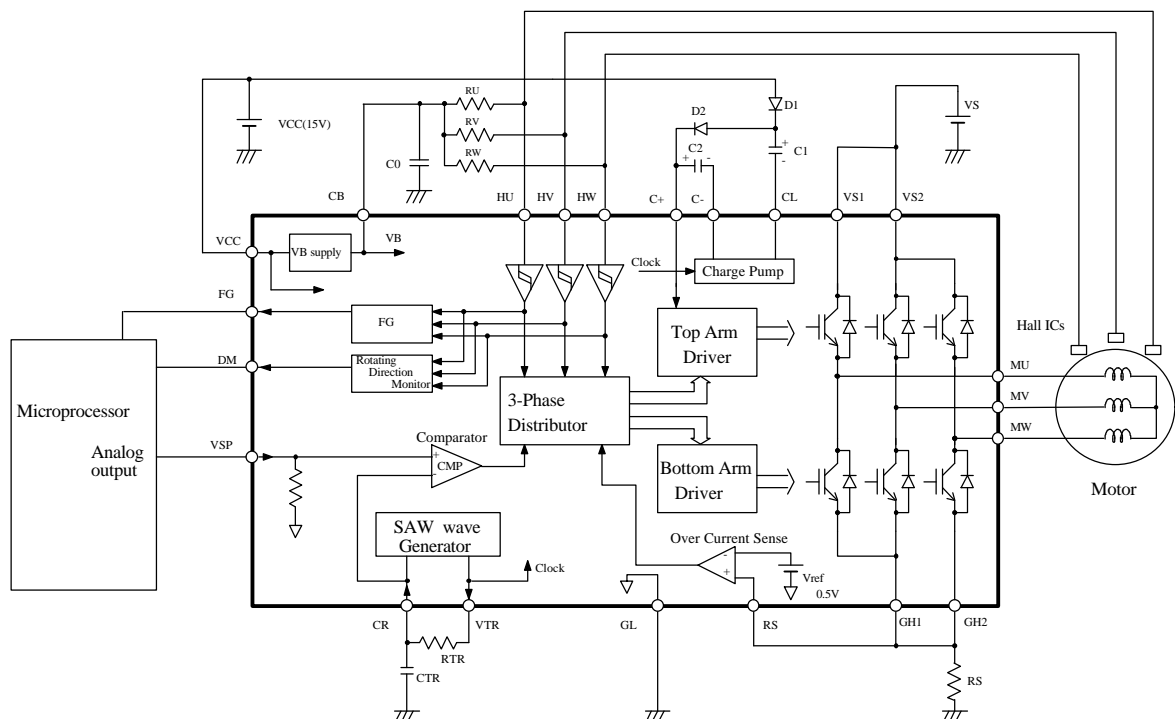 RU
D1
VS
VCC(15V)
D2
RV
C2
+
-
+
-
C1
C0
RW
CB
HU
HV
HW
C+
C-
CL
VS1
VS2
VCC
VB supply
VB
Clock
Charge Pump
FG
FG
Top Arm
Driver
Hall ICs
DM
Rotating
Direction
Monitor
MU
Microprocessor
3-Phase
Distributor
MV
MW
Analog
output
VSP
Comparator
+
-
CMP
Bottom Arm
Driver
Motor
SAW wave
Generator
Over Current Sense
-
+
Clock
Vref
0.5V
CR
VTR
GL
RS
GH1
GH2
RTR
CTR
RS